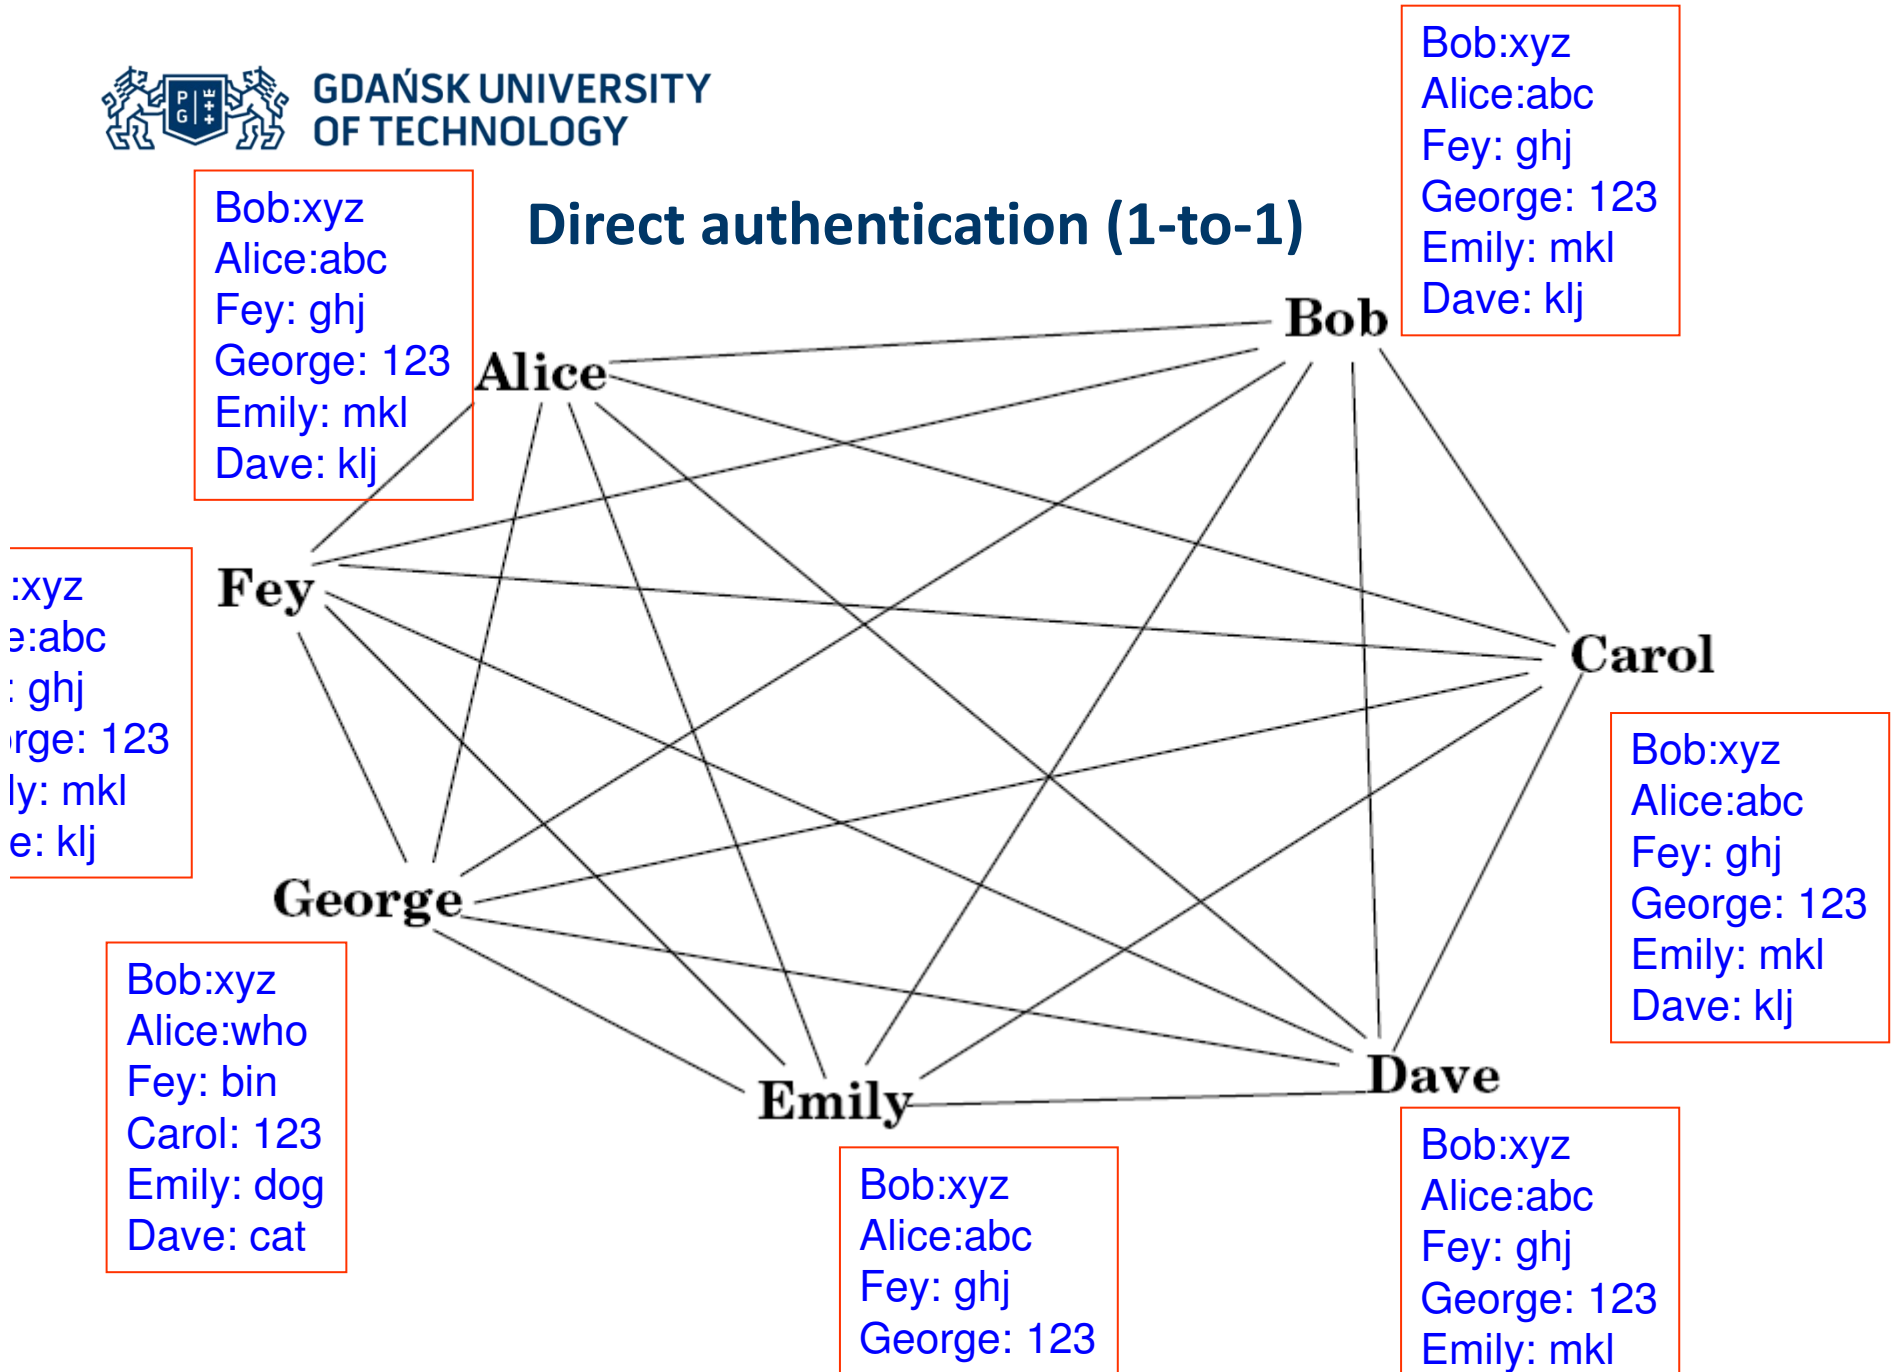 GDAŃSK UNIVERSITY
OF TECHNOLOGY
P G
Direct authentication (1-to-1)
Bob:xyz
Alice:abc
Fey: ghj
George: 123
Emily: mkl
Dave: klj
Bob:xyz
Alice:abc
Fey: ghj
George: 123
Emily: mkl
Dave: klj
Bob
Alice
Fey
:xyz
e:abc
: ghj
rge: 123
ly: mkl
e: klj
Carol
Bob:xyz
Alice:abc
Fey: ghj
George: 123
Emily: mkl
Dave: klj
George
Bob:xyz
Alice:who
Fey: bin
Carol: 123
Emily: dog
Dave: cat
Emily
Bob:xyz
Alice:abc
Fey: ghj
George: 123
Dave
Bob:xyz
Alice:abc
Fey: ghj
George: 123
Emily: mkl